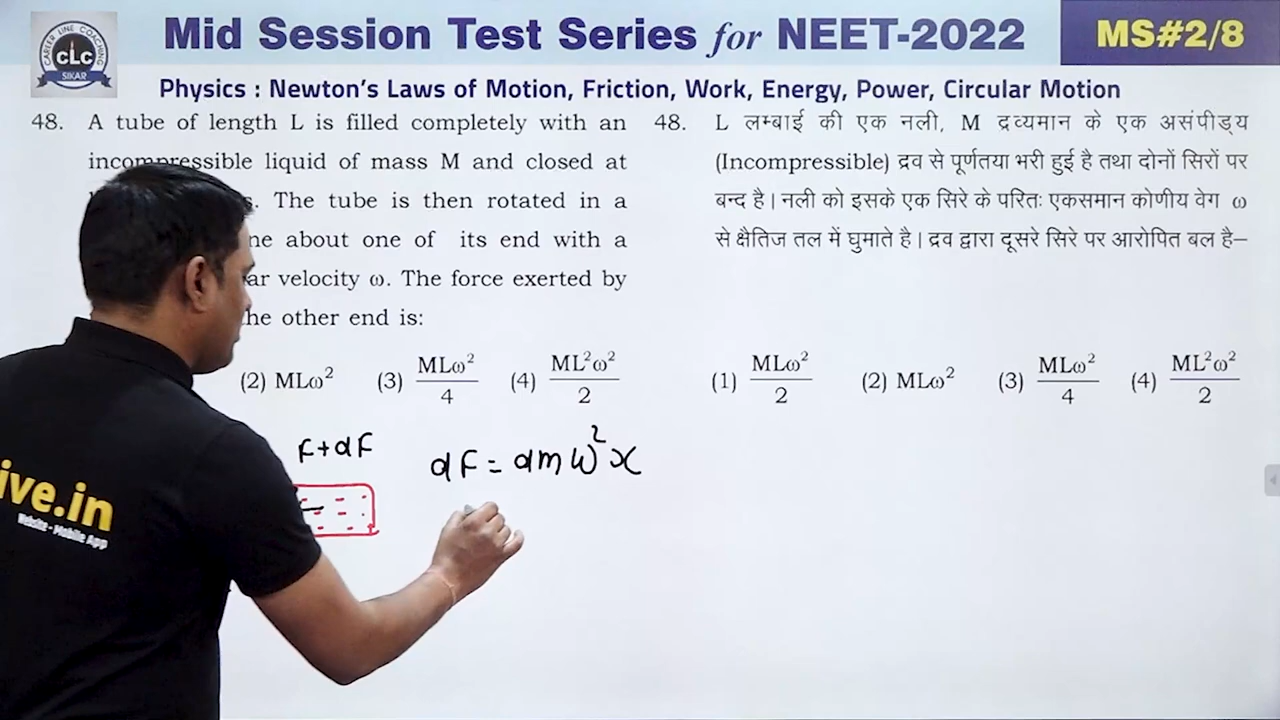 CAREER LINE COACHING
CLC
SIKAR
Mid Session Test Series for NEET-2022
MS#2/8
Physics : Newton's Laws of Motion, Friction, Work, Energy, Power, Circular Motion
48. A tube of length L is filled completely with an
incompressible liquid of mass M and closed at
The tube is then rotated in a
about one of its end with a
velocity ω. The force exerted by
the other end is:
(2) MLω² (3) MLω²/4 (4) ML²ω²/2
48. L लम्बाई की एक नली, M द्रव्यमान के एक असंपीड्य
(Incompressible) द्रव से पूर्णतया भरी हुई है तथा दोनों सिरों पर
बन्द है। नली को इसके एक सिरे के परितः एकसमान कोणीय वेग ω
से क्षैतिज तल में घुमाते है। द्रव द्वारा दूसरे सिरे पर आरोपित बल है–
(1) MLω²/2 (2) MLω² (3) MLω²/4 (4) ML²ω²/2
F+dF
dF = dm ω² x
ive.in
Website - Mobile App